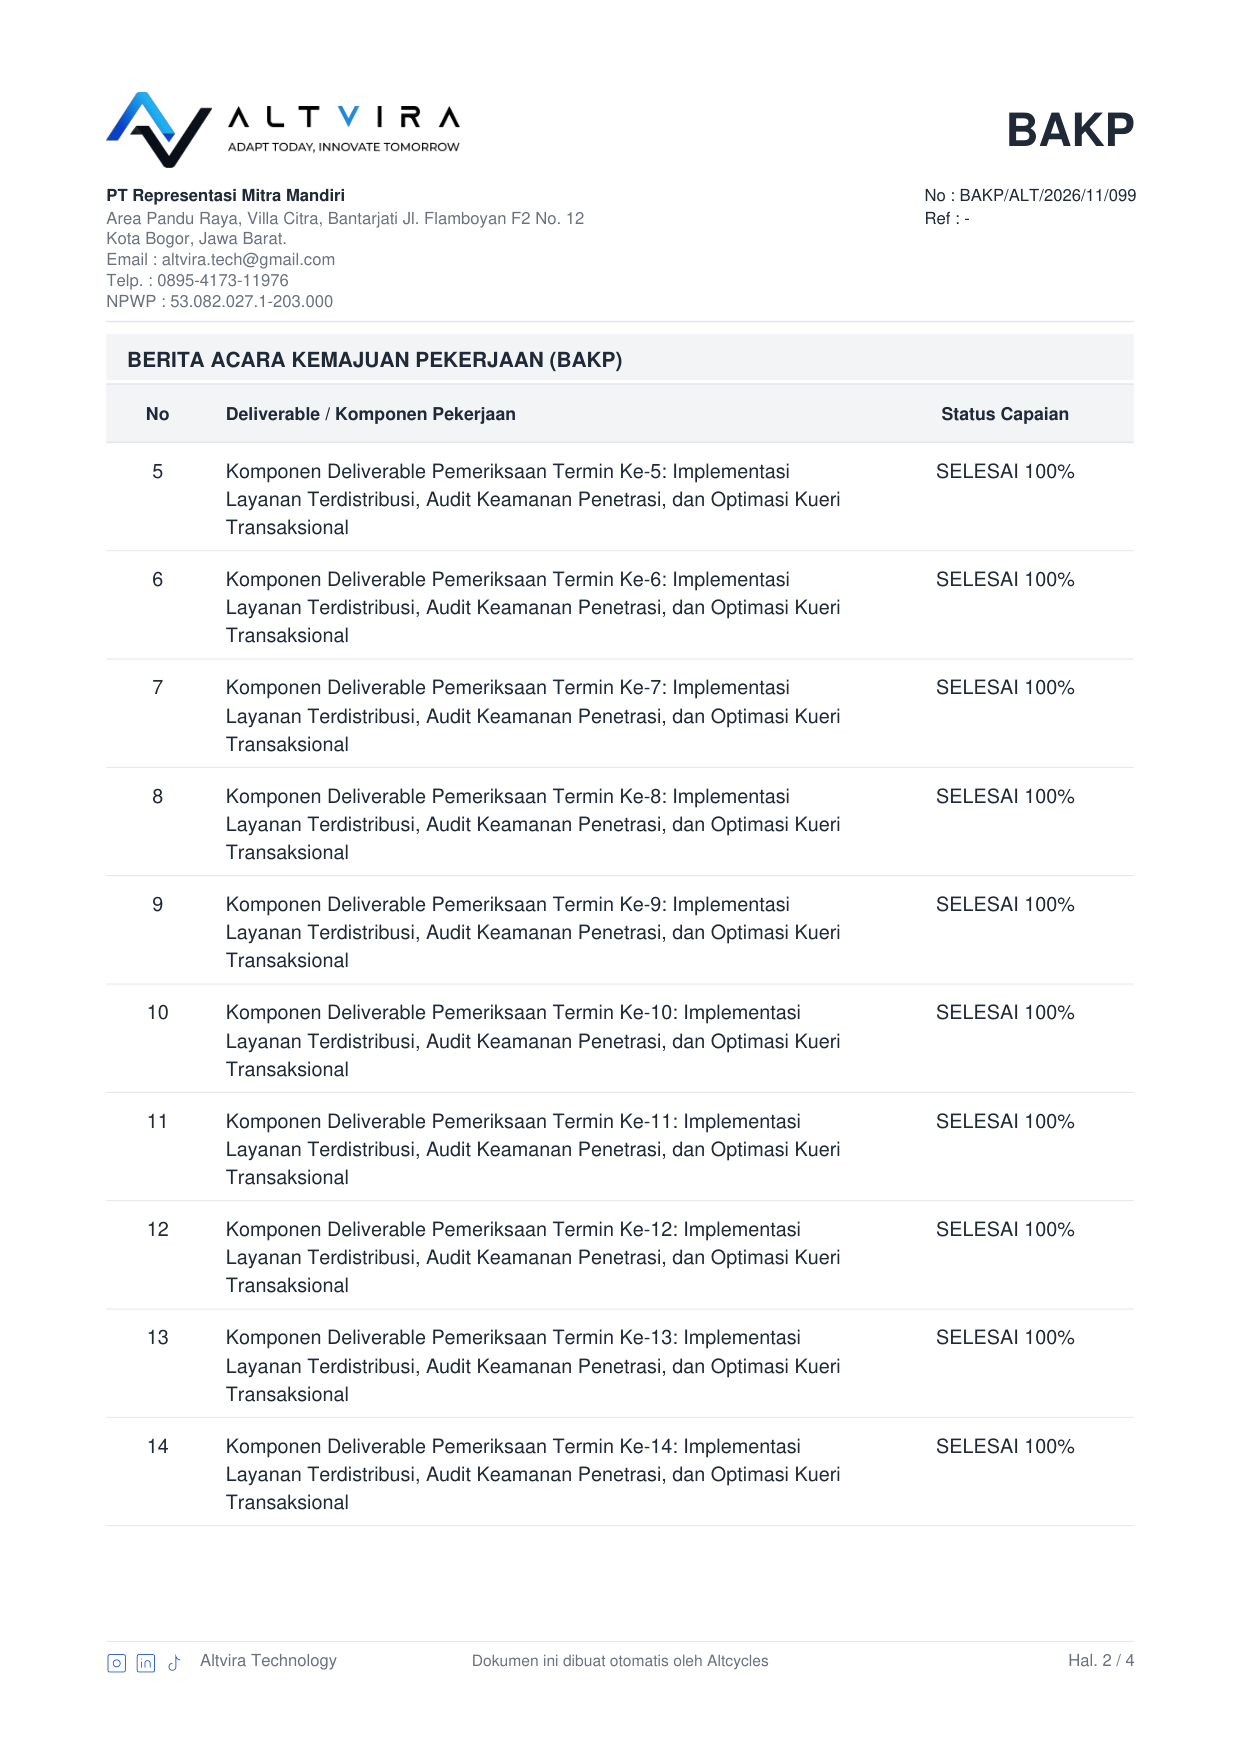 ALTVIRA
ADAPT TODAY, INNOVATE TOMORROW
BAKP
PT Representasi Mitra Mandiri
Area Pandu Raya, Villa Citra, Bantarjati Jl. Flamboyan F2 No. 12
Kota Bogor, Jawa Barat.
Email : altvira.tech@gmail.com
Telp. : 0895-4173-11976
NPWP : 53.082.027.1-203.000
No : BAKP/ALT/2026/11/099
Ref : -
BERITA ACARA KEMAJUAN PEKERJAAN (BAKP)
No Deliverable / Komponen Pekerjaan Status Capaian
5 Komponen Deliverable Pemeriksaan Termin Ke-5: Implementasi SELESAI 100%
Layanan Terdistribusi, Audit Keamanan Penetrasi, dan Optimasi Kueri
Transaksional
6 Komponen Deliverable Pemeriksaan Termin Ke-6: Implementasi SELESAI 100%
Layanan Terdistribusi, Audit Keamanan Penetrasi, dan Optimasi Kueri
Transaksional
7 Komponen Deliverable Pemeriksaan Termin Ke-7: Implementasi SELESAI 100%
Layanan Terdistribusi, Audit Keamanan Penetrasi, dan Optimasi Kueri
Transaksional
8 Komponen Deliverable Pemeriksaan Termin Ke-8: Implementasi SELESAI 100%
Layanan Terdistribusi, Audit Keamanan Penetrasi, dan Optimasi Kueri
Transaksional
9 Komponen Deliverable Pemeriksaan Termin Ke-9: Implementasi SELESAI 100%
Layanan Terdistribusi, Audit Keamanan Penetrasi, dan Optimasi Kueri
Transaksional
10 Komponen Deliverable Pemeriksaan Termin Ke-10: Implementasi SELESAI 100%
Layanan Terdistribusi, Audit Keamanan Penetrasi, dan Optimasi Kueri
Transaksional
11 Komponen Deliverable Pemeriksaan Termin Ke-11: Implementasi SELESAI 100%
Layanan Terdistribusi, Audit Keamanan Penetrasi, dan Optimasi Kueri
Transaksional
12 Komponen Deliverable Pemeriksaan Termin Ke-12: Implementasi SELESAI 100%
Layanan Terdistribusi, Audit Keamanan Penetrasi, dan Optimasi Kueri
Transaksional
13 Komponen Deliverable Pemeriksaan Termin Ke-13: Implementasi SELESAI 100%
Layanan Terdistribusi, Audit Keamanan Penetrasi, dan Optimasi Kueri
Transaksional
14 Komponen Deliverable Pemeriksaan Termin Ke-14: Implementasi SELESAI 100%
Layanan Terdistribusi, Audit Keamanan Penetrasi, dan Optimasi Kueri
Transaksional
in Altvira Technology Dokumen ini dibuat otomatis oleh Altcycles Hal. 2 / 4